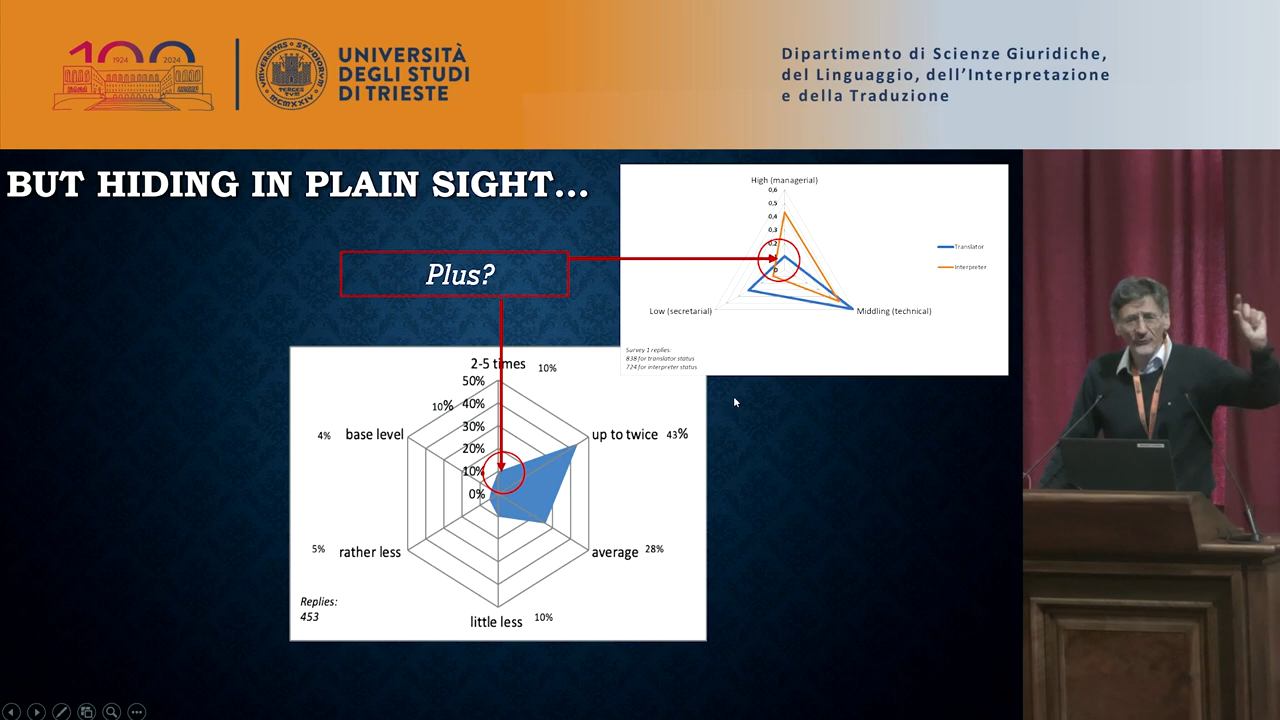 100
1924 2024
UNIVERSITÀ
DEGLI STUDI
DI TRIESTE
Dipartimento di Scienze Giuridiche,
del Linguaggio, dell’Interpretazione
e della Traduzione
BUT HIDING IN PLAIN SIGHT…
Plus?
High (managerial)
0,6
0,5
0,4
0,3
0,2
0
Translator
Interpreter
Low (secretarial)
Middling (technical)
Survey 1 replies:
838 for translator status
724 for interpreter status
2-5 times 10%
50%
10% 40%
30%
20%
10%
0%
4% base level
up to twice 43%
5% rather less
average 28%
little less 10%
Replies:
453